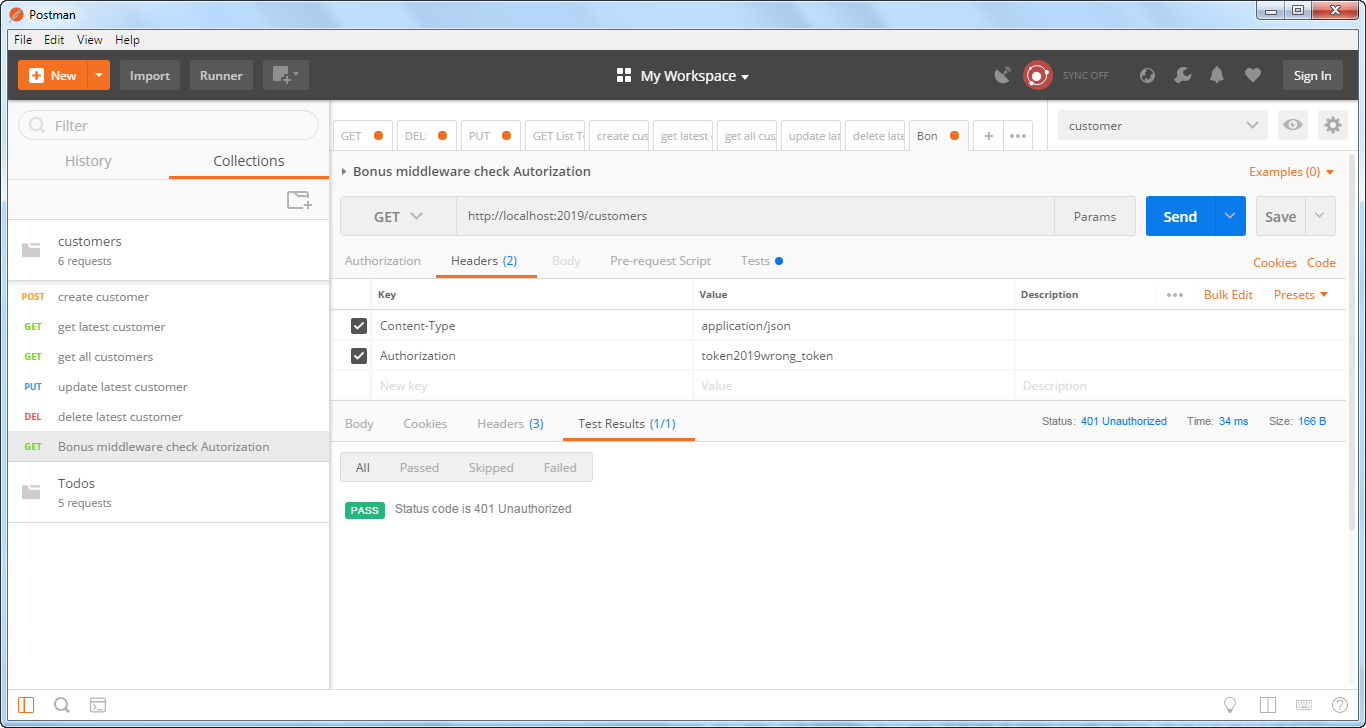 Postman
File Edit View Help
New Import Runner My Workspace SYNC OFF Sign In
Filter
History Collections
customers
6 requests
POST create customer
GET get latest customer
GET get all customers
PUT update latest customer
DEL delete latest customer
GET Bonus middleware check Autorization
Todos
5 requests
GET DEL PUT GET List T create cus get latest get all cus update lat delete late Bon + •••
customer
Bonus middleware check Autorization Examples (0)
GET http://localhost:2019/customers Params Send Save
Authorization Headers (2) Body Pre-request Script Tests Cookies Code
Key Value Description ••• Bulk Edit Presets
Content-Type application/json
Authorization token2019wrong_token
New key Value Description
Body Cookies Headers (3) Test Results (1/1) Status: 401 Unauthorized Time: 34 ms Size: 166 B
All Passed Skipped Failed
PASS Status code is 401 Unauthorized